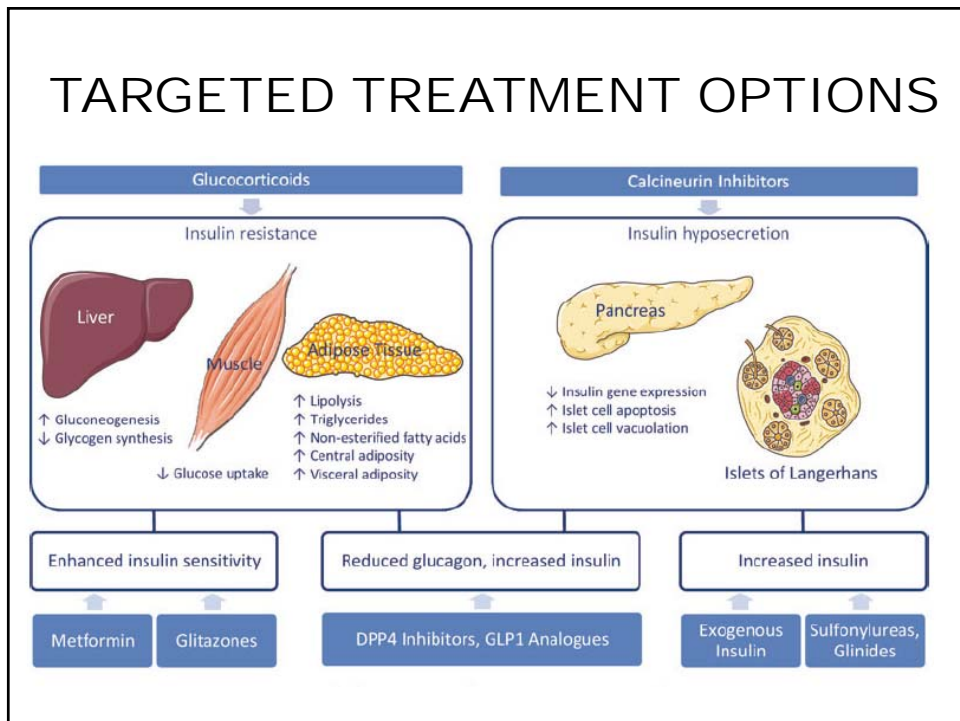 TARGETED TREATMENT OPTIONS
Glucocorticoids
Insulin resistance
Liver
Muscle
Adipose Tissue
↑ Gluconeogenesis
↓ Glycogen synthesis
↓ Glucose uptake
↑ Lipolysis
↑ Triglycerides
↑ Non-esterified fatty acids
↑ Central adiposity
↑ Visceral adiposity
Calcineurin Inhibitors
Insulin hyposecretion
Pancreas
↓ Insulin gene expression
↑ Islet cell apoptosis
↑ Islet cell vacuolation
Islets of Langerhans
Enhanced insulin sensitivity
Reduced glucagon, increased insulin
Increased insulin
Metformin
Glitazones
DPP4 Inhibitors, GLP1 Analogues
Exogenous
Insulin
Sulfonylureas,
Glinides